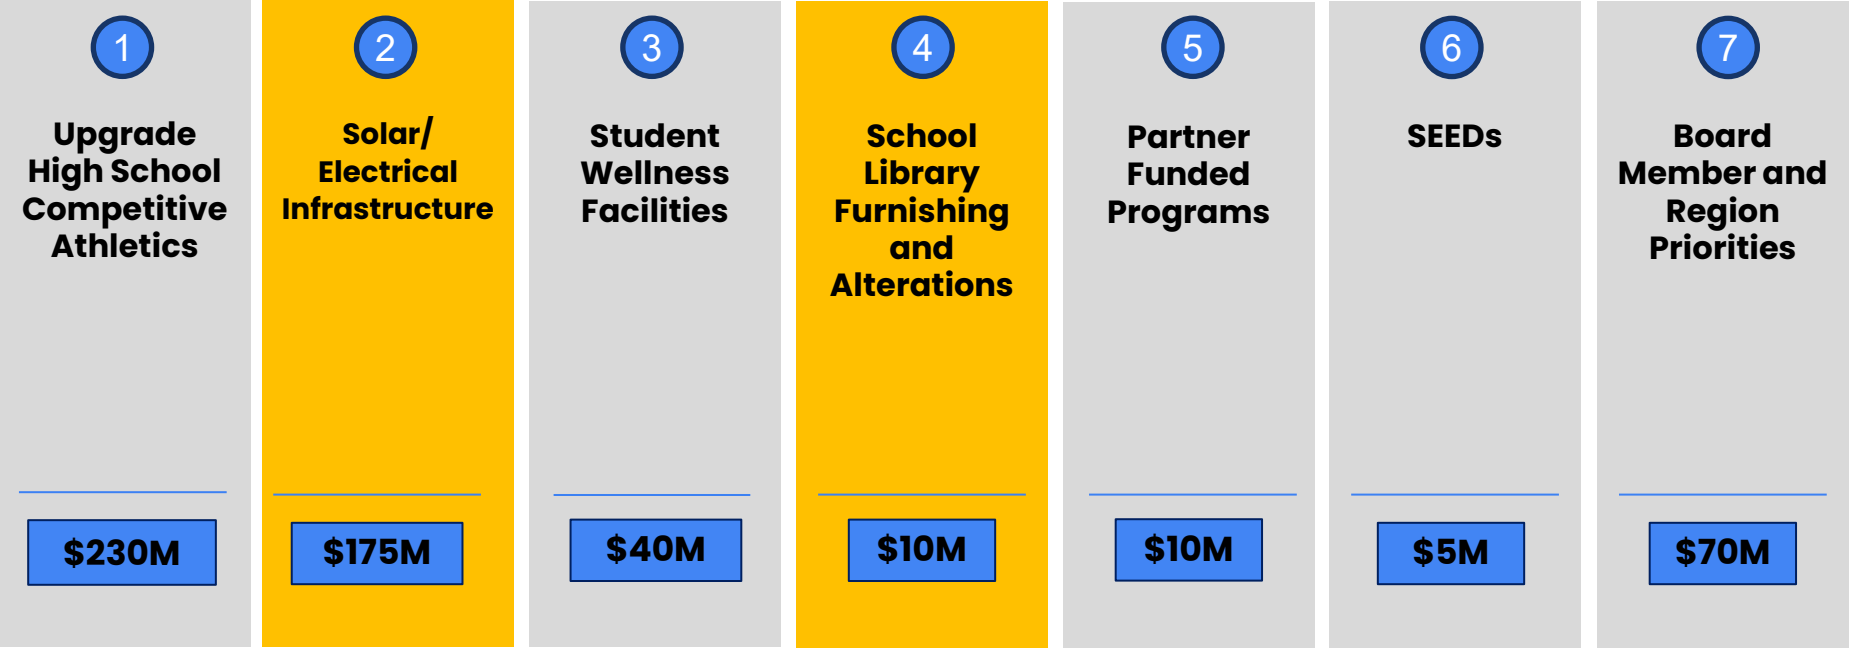 1
Upgrade
High School
Competitive
Athletics
$230M
2
Solar/
Electrical
Infrastructure
$175M
3
Student
Wellness
Facilities
$40M
4
School
Library
Furnishing
and
Alterations
$10M
5
Partner
Funded
Programs
$10M
6
SEEDs
$5M
7
Board
Member and
Region
Priorities
$70M